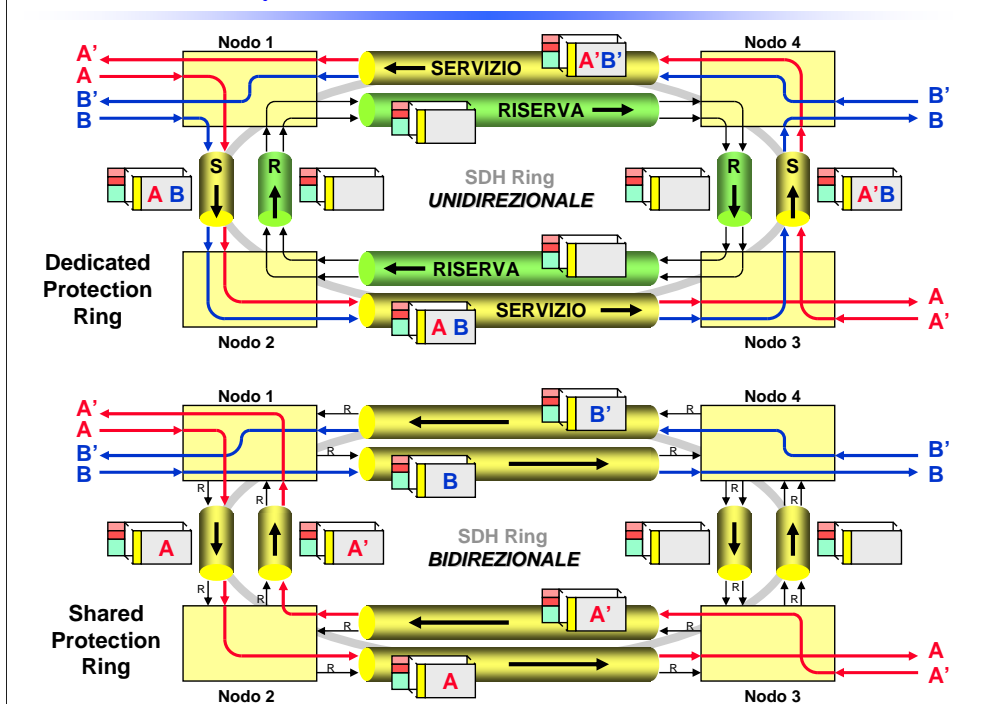 Nodo 1
Nodo 4
A'
A
B'
B
SERVIZIO
A'B'
RISERVA
B'
B
S
R
R
S
A B
SDH Ring
UNIDIREZIONALE
A'B
Dedicated
Protection
Ring
RISERVA
A B
SERVIZIO
A
A'
Nodo 2
Nodo 3
Nodo 1
Nodo 4
A'
A
B'
B
R
B'
R
R
B
R
B'
B
R
R
R
R
A
A'
SDH Ring
BIDIREZIONALE
R
R
R
R
Shared
Protection
Ring
R
A'
R
R
A
R
A
A'
Nodo 2
Nodo 3